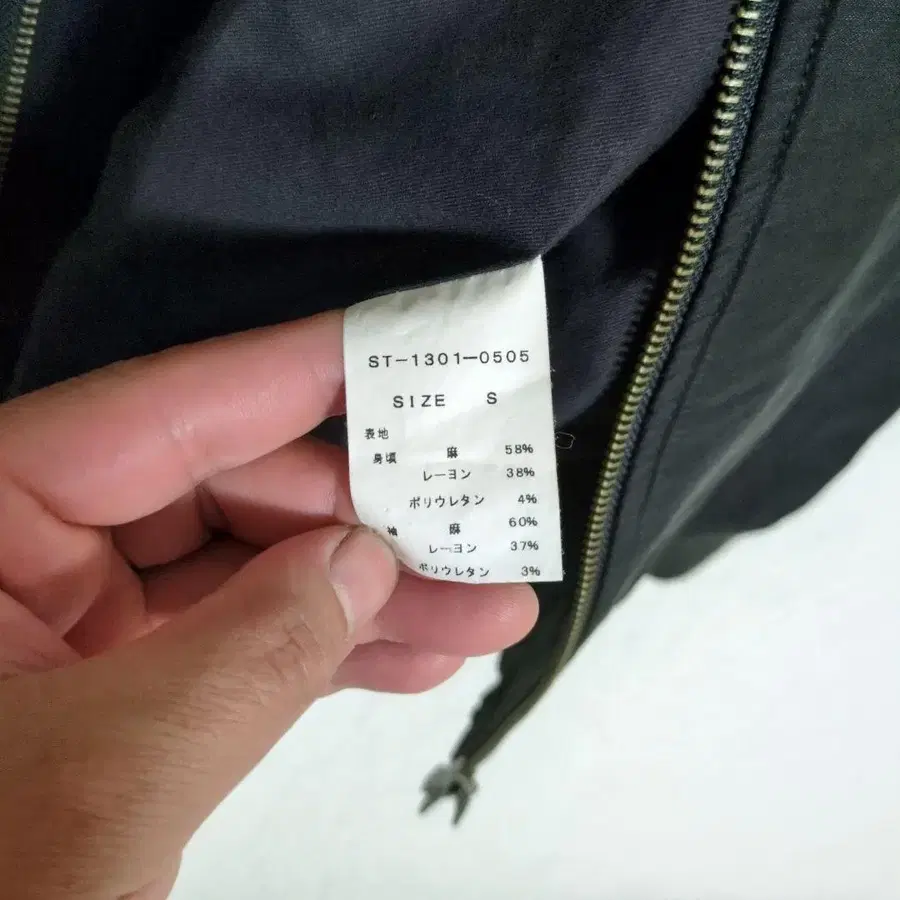 ST-1301-0505
SIZE S
表地
身頃 麻 58%
レーヨン 38%
ポリウレタン 4%
袖 麻 60%
レーヨン 37%
ポリウレタン 3%